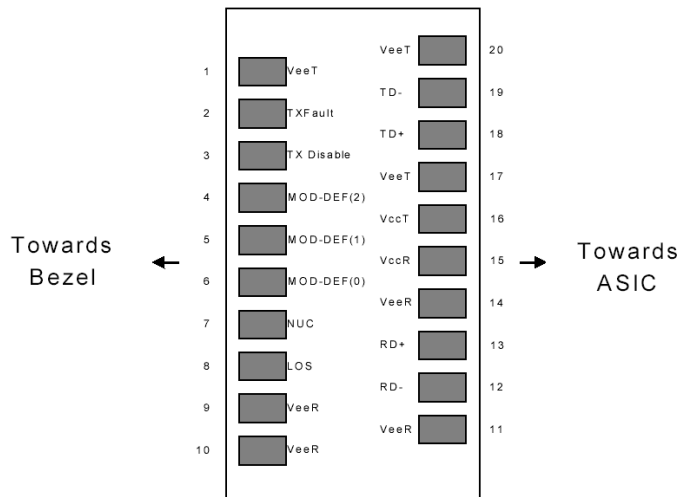 VeeT 20
1 VeeT
TD- 19
2 TXFault
TD+ 18
3 TX Disable
VeeT 17
4 MOD-DEF(2)
VccT 16
5 MOD-DEF(1)
Towards
Bezel
VccR 15
Towards
ASIC
6 MOD-DEF(0)
VeeR 14
7 NUC
RD+ 13
8 LOS
RD- 12
9 VeeR
VeeR 11
10 VeeR